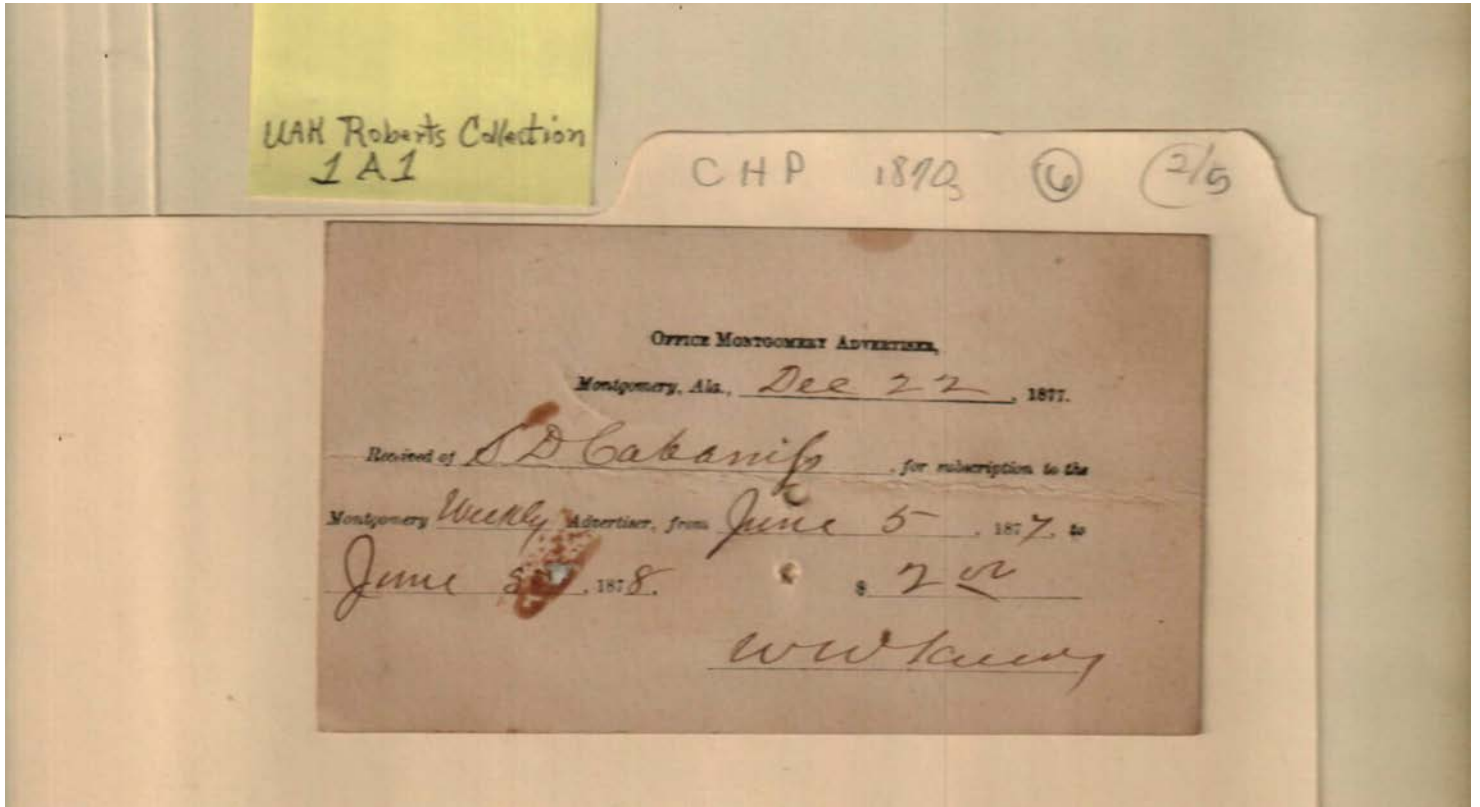 UAH Roberts Collection
1A1
CHP 1870s 6 2/5
OFFICE MONTGOMERY ADVERTISER,
Montgomery, Ala., Dec 22, 1877.
Received of S D Cabaniss, for subscription to the
Montgomery Weekly Advertiser, from June 5, 1877, to
June 5, 1878. $ 2 00
W W